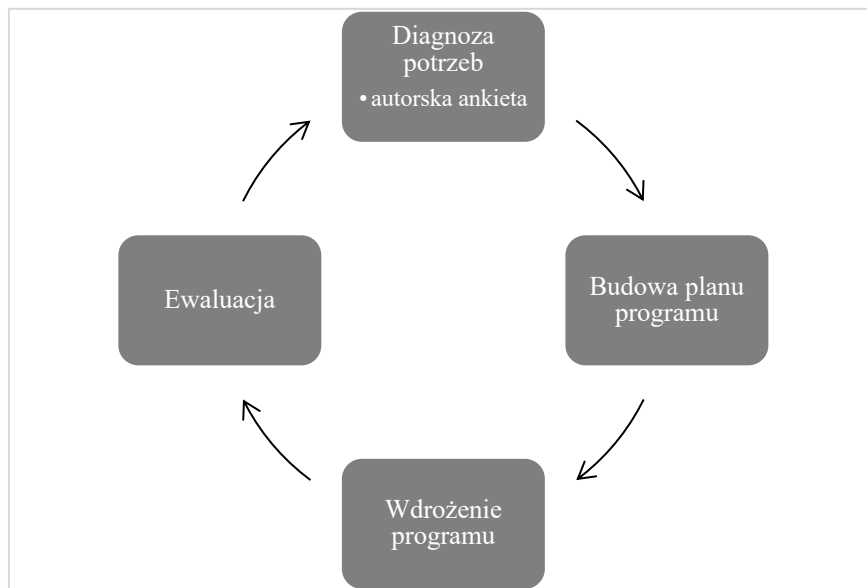 Diagnoza
potrzeb
• autorska ankieta
Budowa planu
programu
Wdrożenie
programu
Ewaluacja